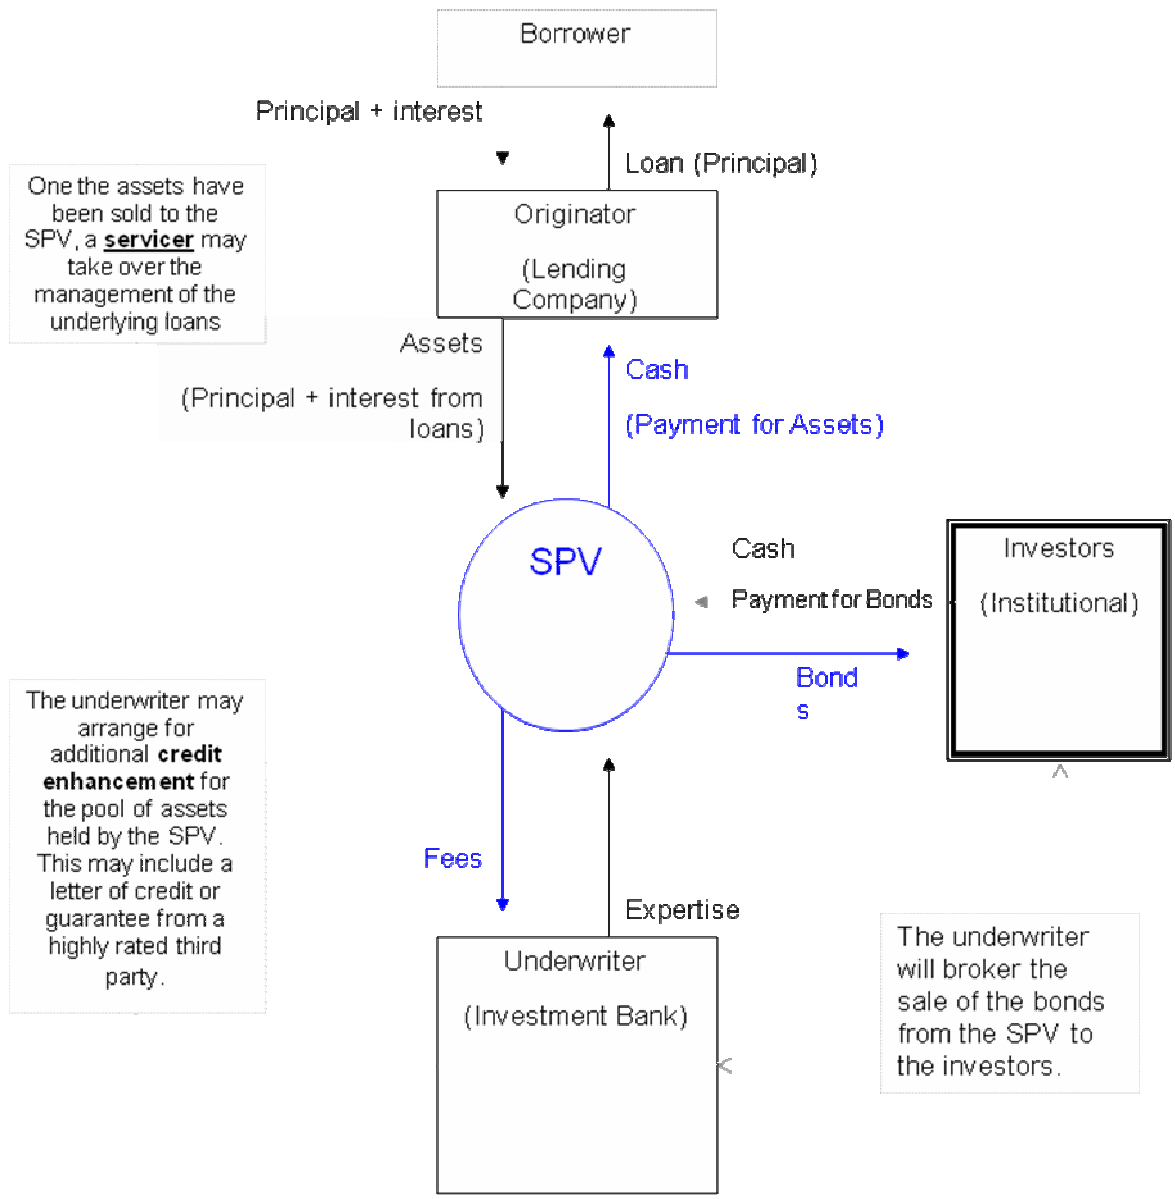 Borrower
Principal + interest
Loan (Principal)
One the assets have
been sold to the
SPV, a servicer may
take over the
management of the
underlying loans
Originator
(Lending
Company)
Assets
(Principal + interest from
loans)
Cash
(Payment for Assets)
SPV
Cash
Payment for Bonds
Investors
(Institutional)
Bond
s
The underwriter may
arrange for
additional credit
enhancement for
the pool of assets
held by the SPV.
This may include a
letter of credit or
guarantee from a
highly rated third
party.
Fees
Expertise
Underwriter
(Investment Bank)
The underwriter
will broker the
sale of the bonds
from the SPV to
the investors.